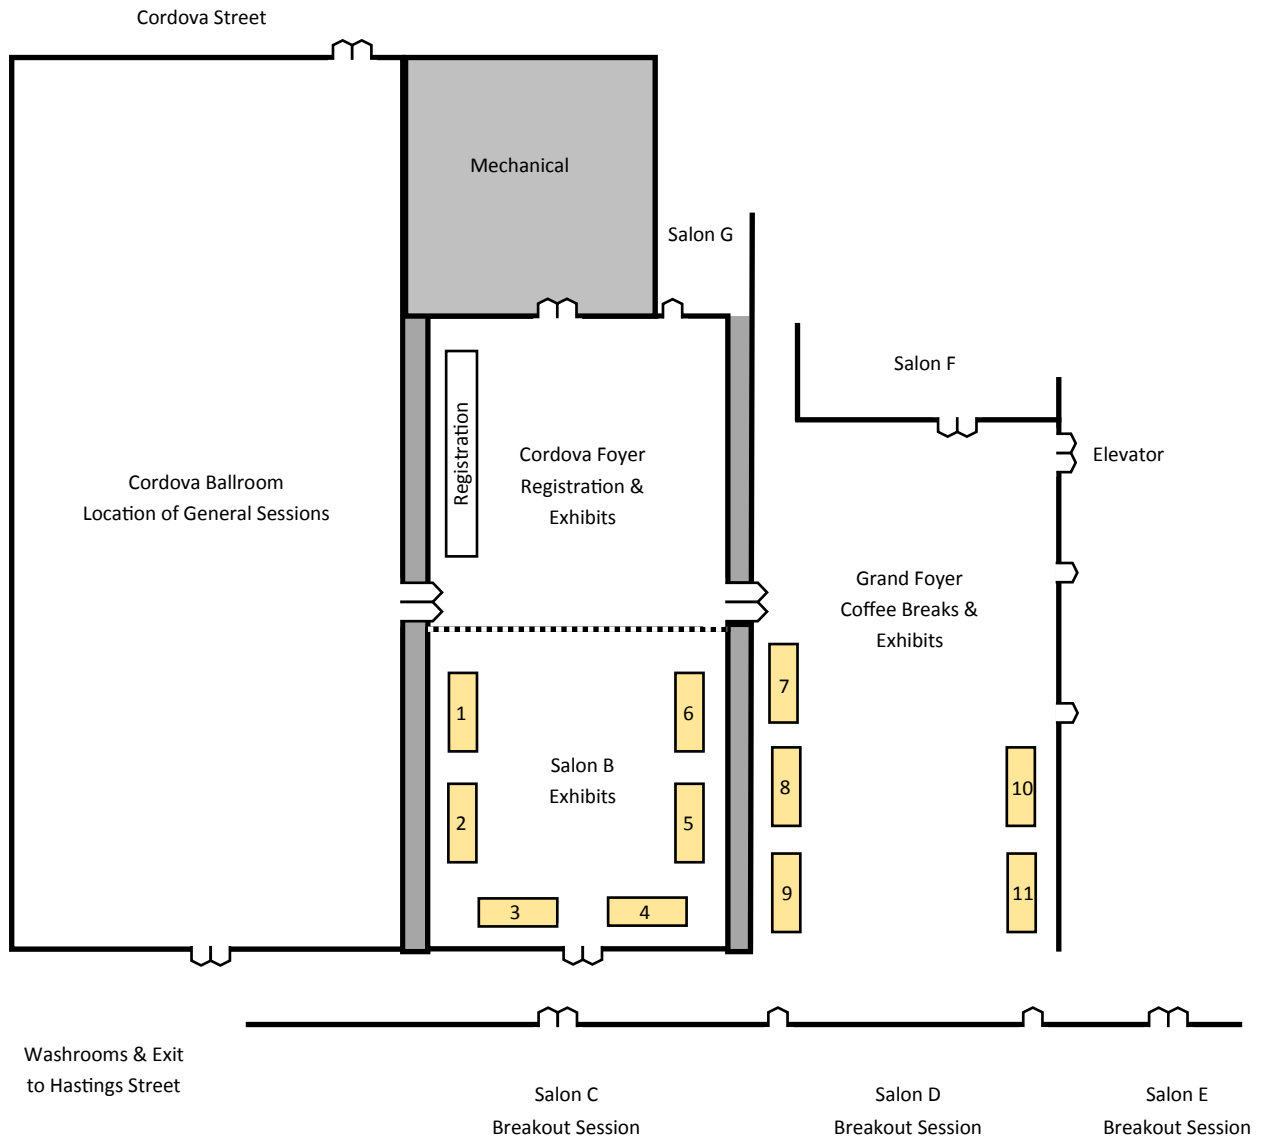 Cordova Street
Mechanical
Salon G
Salon F
Elevator
Registration
Cordova Foyer
Registration &
Exhibits
Cordova Ballroom
Location of General Sessions
Grand Foyer
Coffee Breaks &
Exhibits
1
6
7
Salon B
Exhibits
8
10
2
5
9
11
3
4
Washrooms & Exit
to Hastings Street
Salon C
Breakout Session
Salon D
Breakout Session
Salon E
Breakout Session